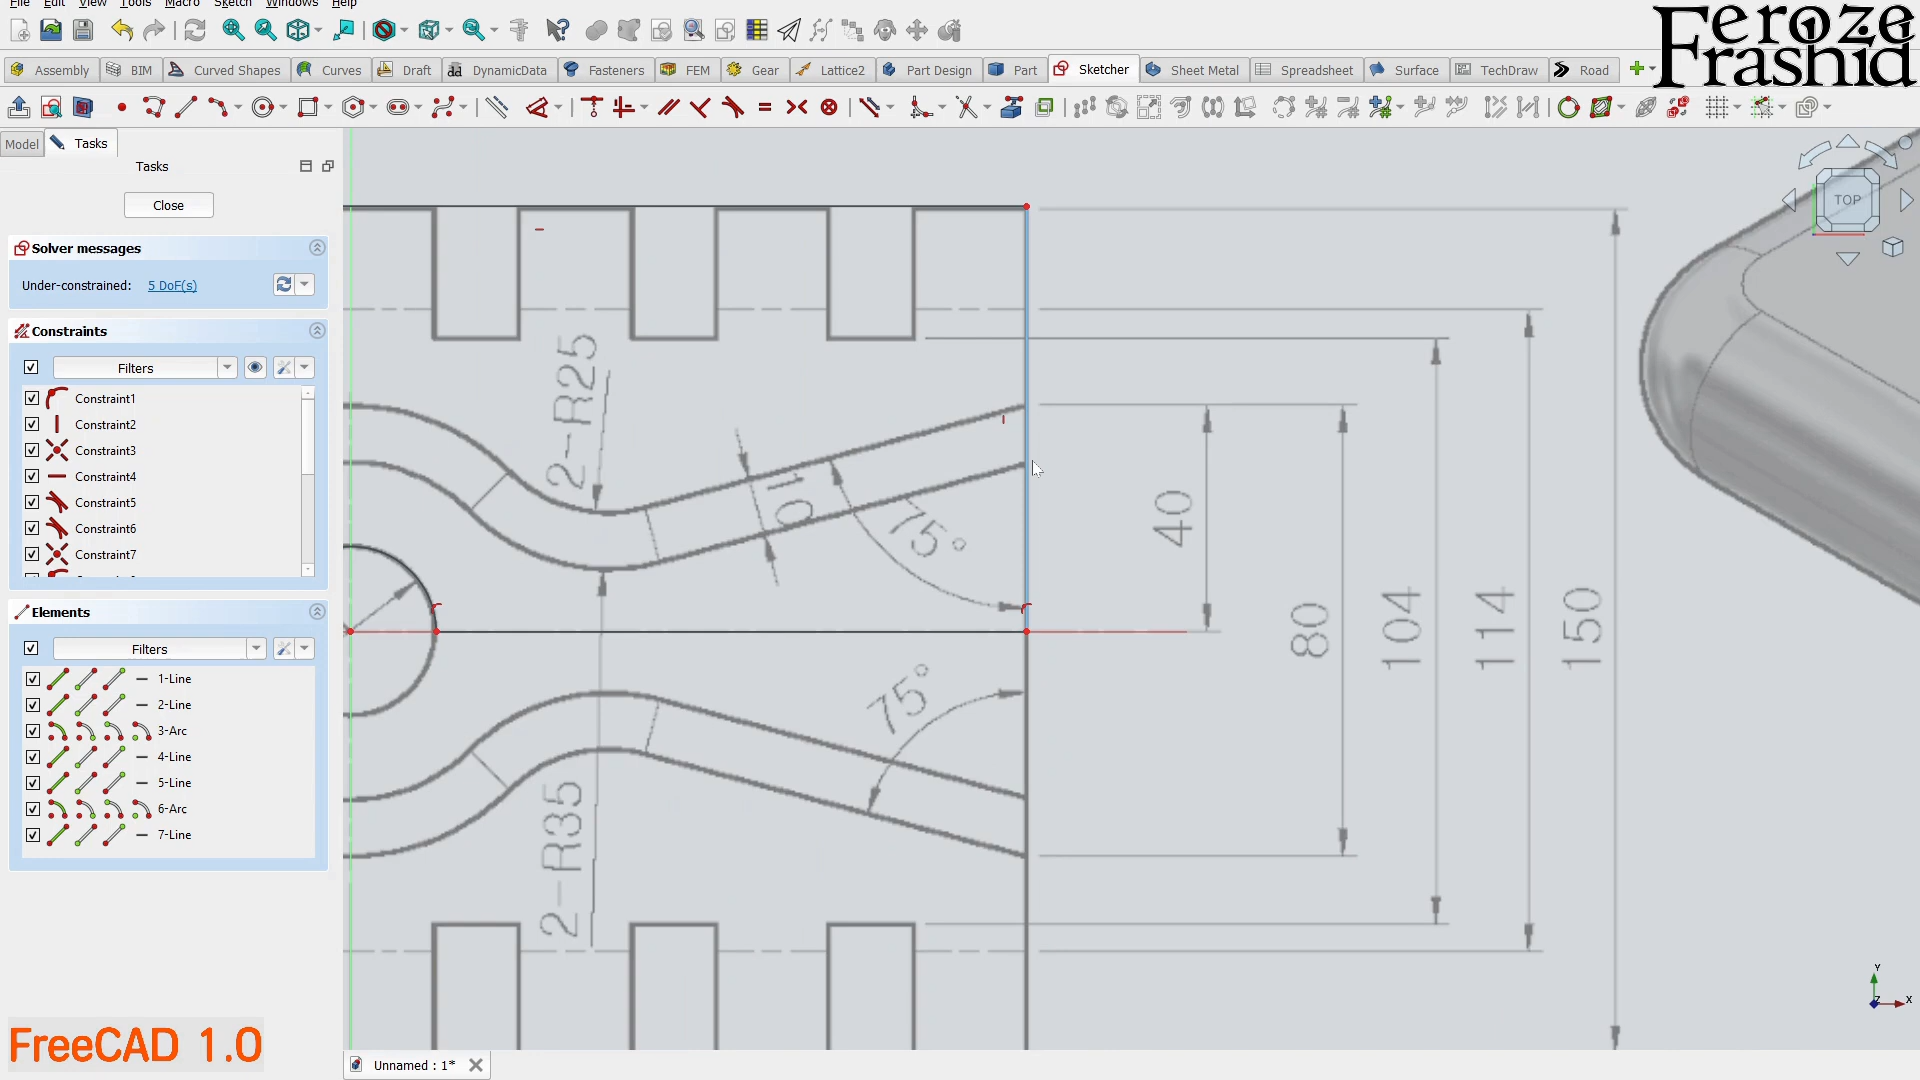 File Edit View Tools Macro Sketch Windows Help
Feroze
Frashid
Assembly BIM Curved Shapes Curves Draft DynamicData Fasteners FEM Gear Lattice2 Part Design Part Sketcher Sheet Metal Spreadsheet Surface TechDraw Road
Model Tasks
Tasks
Close
Solver messages
Under-constrained: 5 DoF(s)
Constraints
Filters
Constraint1
Constraint2
Constraint3
Constraint4
Constraint5
Constraint6
Constraint7
Elements
Filters
1-Line
2-Line
3-Arc
4-Line
5-Line
6-Arc
7-Line
FreeCAD 1.0
2-R25
10
75°
40
80
104
114
150
75°
2-R35
TOP
Y
Z X
Unnamed : 1*